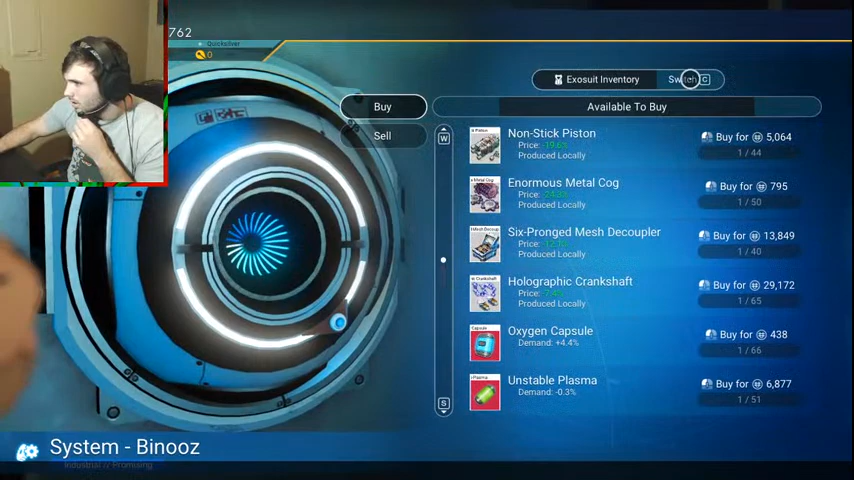 762
Quicksilver
0
Exosuit Inventory
Switch C
Buy
Available To Buy
Sell
W
Non-Stick Piston
Price: -19.6%
Produced Locally
Buy for 5,064
1 / 44
Enormous Metal Cog
Produced Locally
Buy for 795
1 / 50
Six-Pronged Mesh Decoupler
Produced Locally
Buy for 13,849
1 / 40
Holographic Crankshaft
Produced Locally
Buy for 29,172
1 / 65
Oxygen Capsule
Demand: +4.4%
Buy for 438
1 / 66
Unstable Plasma
Demand: -0.3%
Buy for 6,877
1 / 51
S
System - Binooz
Industrial // Promising